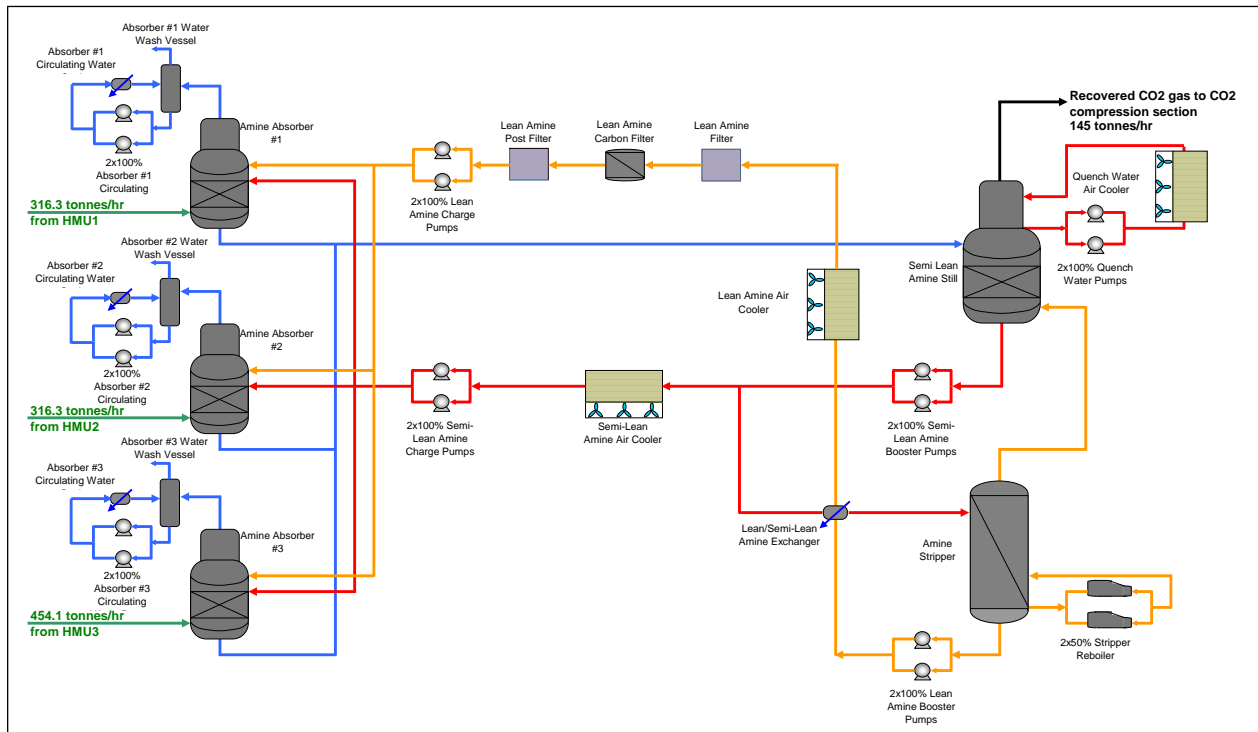 Absorber #1 Water
Wash Vessel
Absorber #1
Circulating Water
Amine Absorber
#1
2x100%
Absorber #1
Circulating
316.3 tonnes/hr
from HMU1
Lean Amine
Post Filter
Lean Amine
Carbon Filter
Lean Amine
Filter
2x100% Lean
Amine Charge
Pumps
Recovered CO2 gas to CO2
compression section
145 tonnes/hr
Quench Water
Air Cooler
2x100% Quench
Water Pumps
Semi Lean
Amine Still
Absorber #2 Water
Wash Vessel
Absorber #2
Circulating Water
Amine Absorber
#2
2x100%
Absorber #2
Circulating
316.3 tonnes/hr
from HMU2
Lean Amine Air
Cooler
2x100% Semi-
Lean Amine
Charge Pumps
Semi-Lean
Amine Air Cooler
2x100% Semi-
Lean Amine
Booster Pumps
Absorber #3 Water
Wash Vessel
Absorber #3
Circulating Water
Amine Absorber
#3
2x100%
Absorber #3
Circulating
454.1 tonnes/hr
from HMU3
Lean/Semi-Lean
Amine Exchanger
Amine
Stripper
2x50% Stripper
Reboiler
2x100% Lean
Amine Booster
Pumps